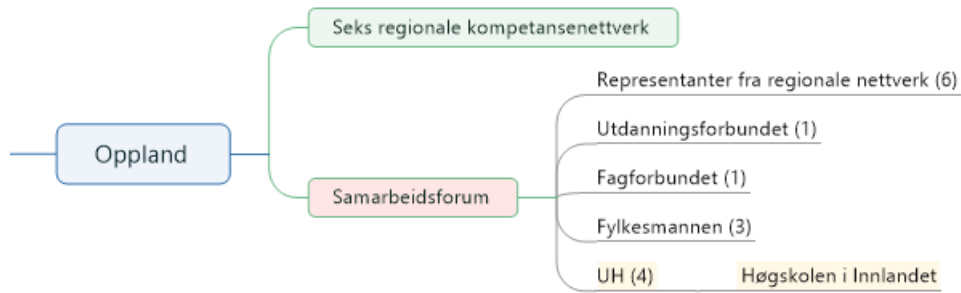 Seks regionale kompetansenettverk
Representanter fra regionale nettverk (6)
Utdanningsforbundet (1)
Oppland
Fagforbundet (1)
Samarbeidsforum
Fylkesmannen (3)
UH (4) Høgskolen i Innlandet